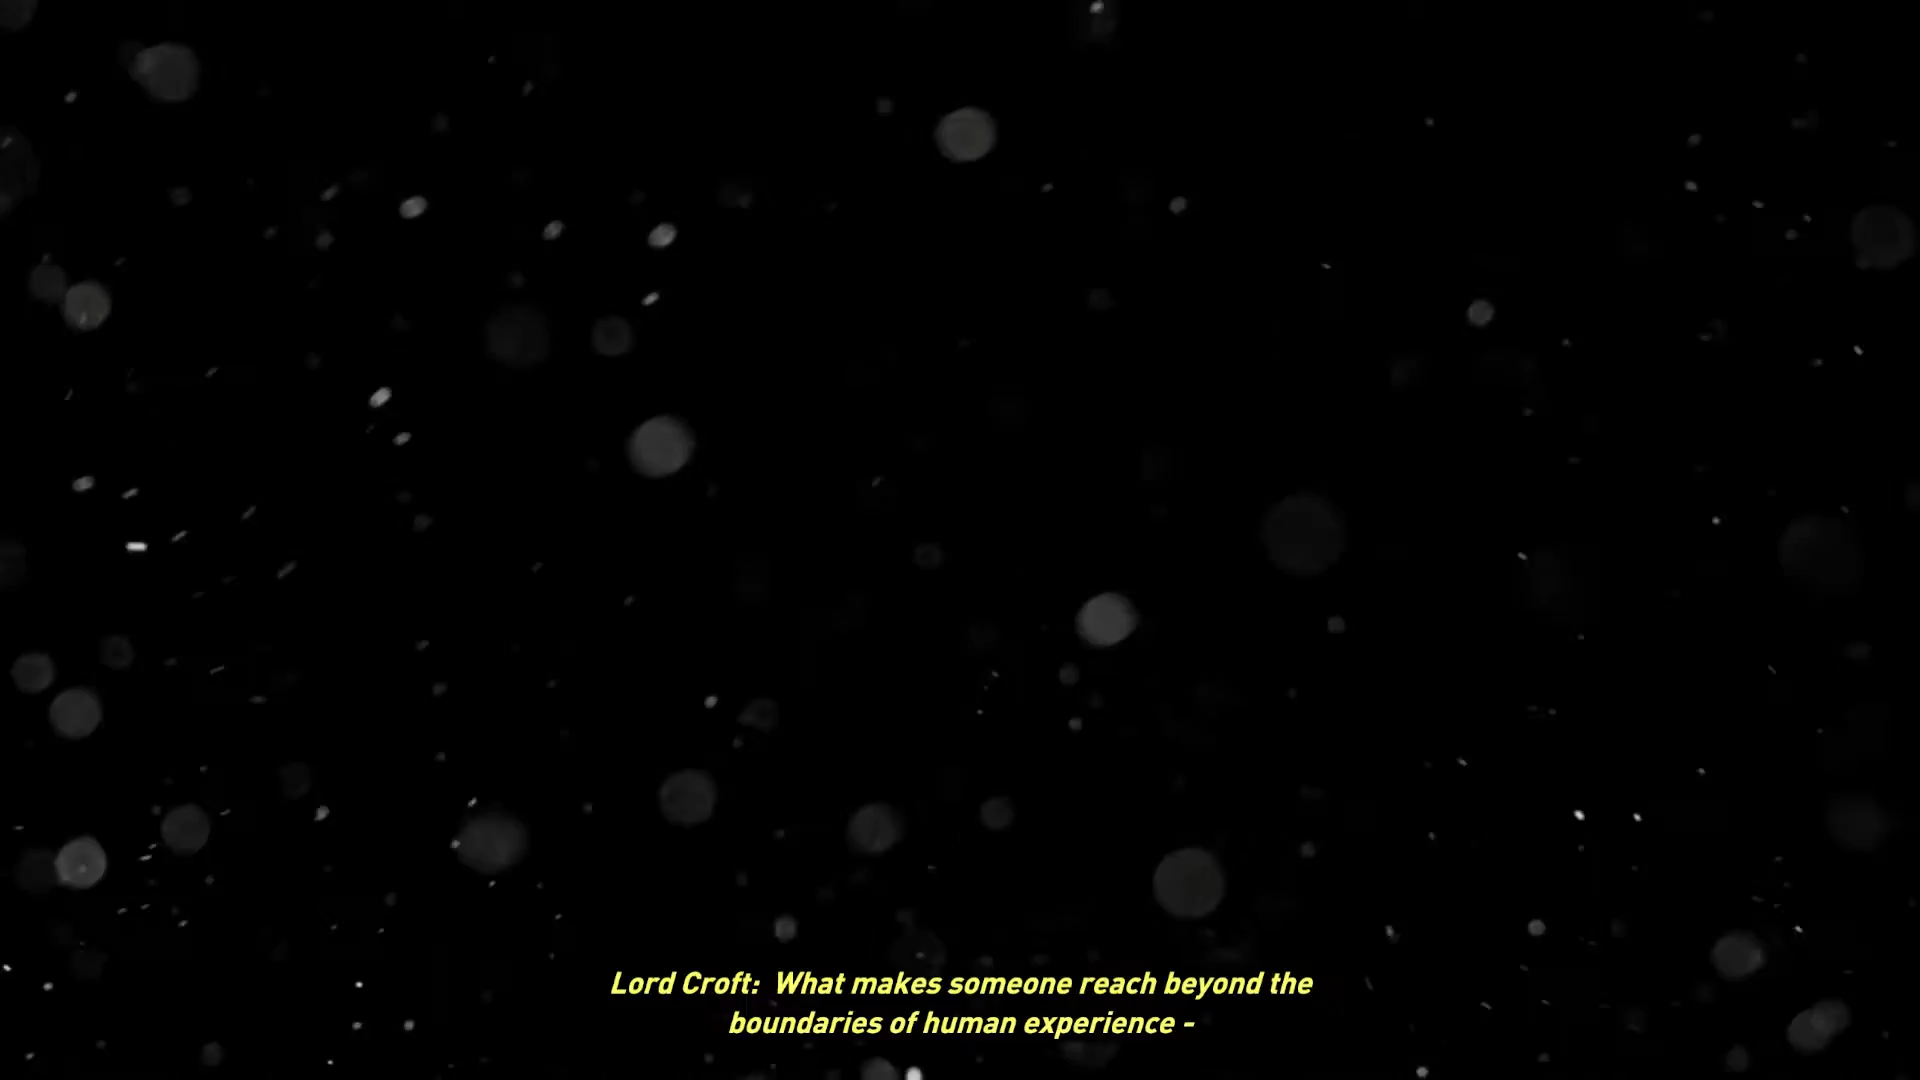 Lord Croft: What makes someone reach beyond the
boundaries of human experience -